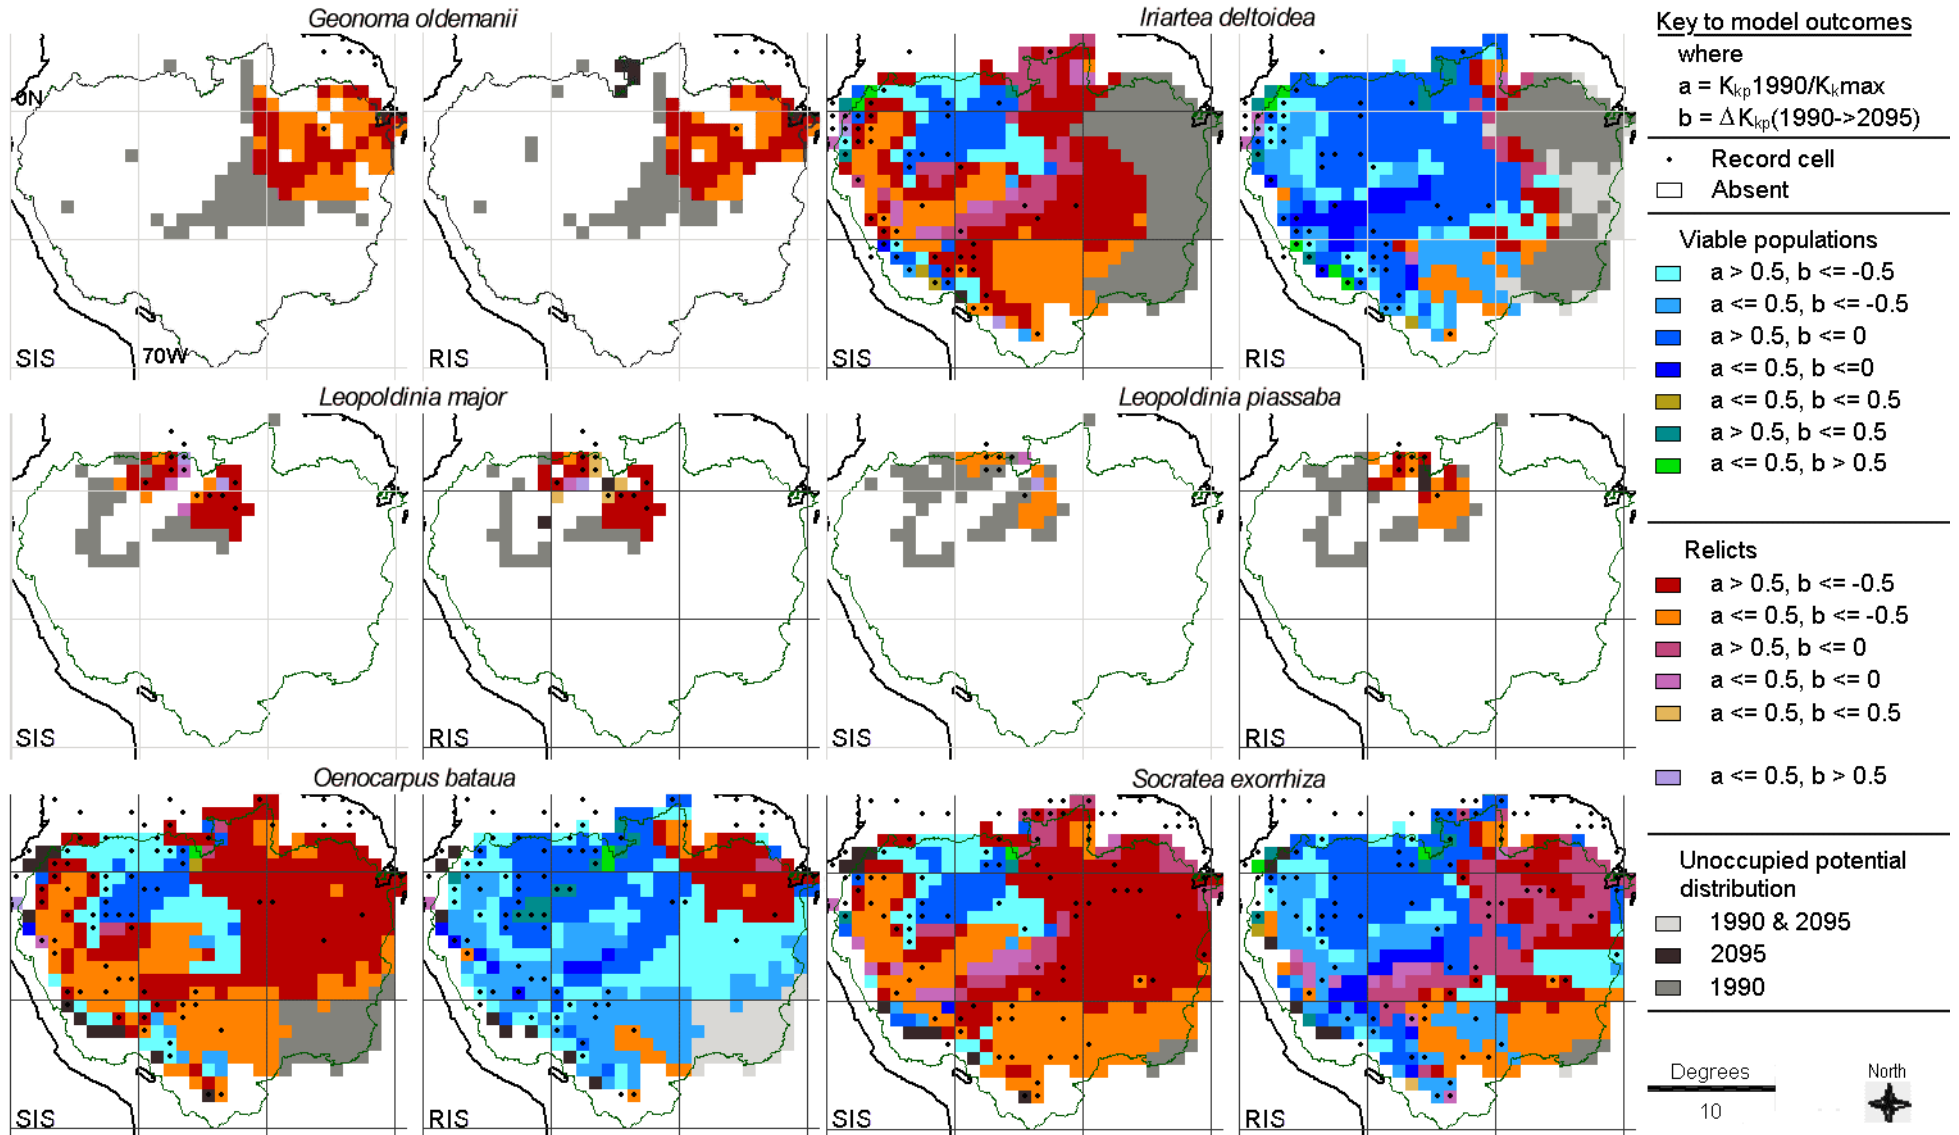 Geonoma oldemanii
Iriartea deltoidea
0N
70W
SIS
RIS
SIS
RIS
Leopoldinia major
Leopoldinia piassaba
SIS
RIS
SIS
RIS
Oenocarpus bataua
Socratea exorrhiza
SIS
RIS
SIS
RIS
Key to model outcomes
where
a = Kkp1990/Kkmax
b = ΔKkp(1990->2095)
Record cell
Absent
Viable populations
a > 0.5, b <= -0.5
a <= 0.5, b <= -0.5
a > 0.5, b <= 0
a <= 0.5, b <=0
a <= 0.5, b <= 0.5
a > 0.5, b <= 0.5
a <= 0.5, b > 0.5
Relicts
a > 0.5, b <= -0.5
a <= 0.5, b <= -0.5
a > 0.5, b <= 0
a <= 0.5, b <= 0
a <= 0.5, b <= 0.5
a <= 0.5, b > 0.5
Unoccupied potential
distribution
1990 & 2095
2095
1990
Degrees
10
North